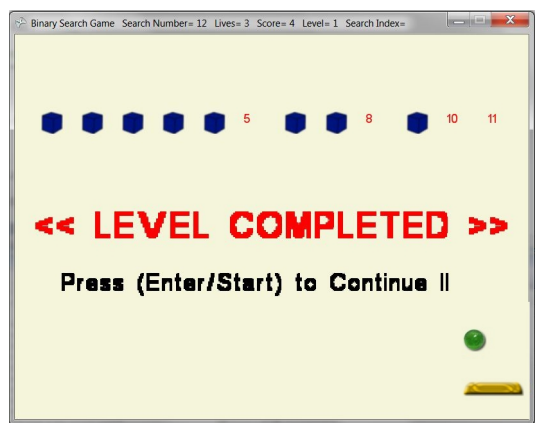 Binary Search Game Search Number= 12 Lives= 3 Score= 4 Level= 1 Search Index=
5 8 10 11
<< LEVEL COMPLETED >>
Press (Enter/Start) to Continue ||